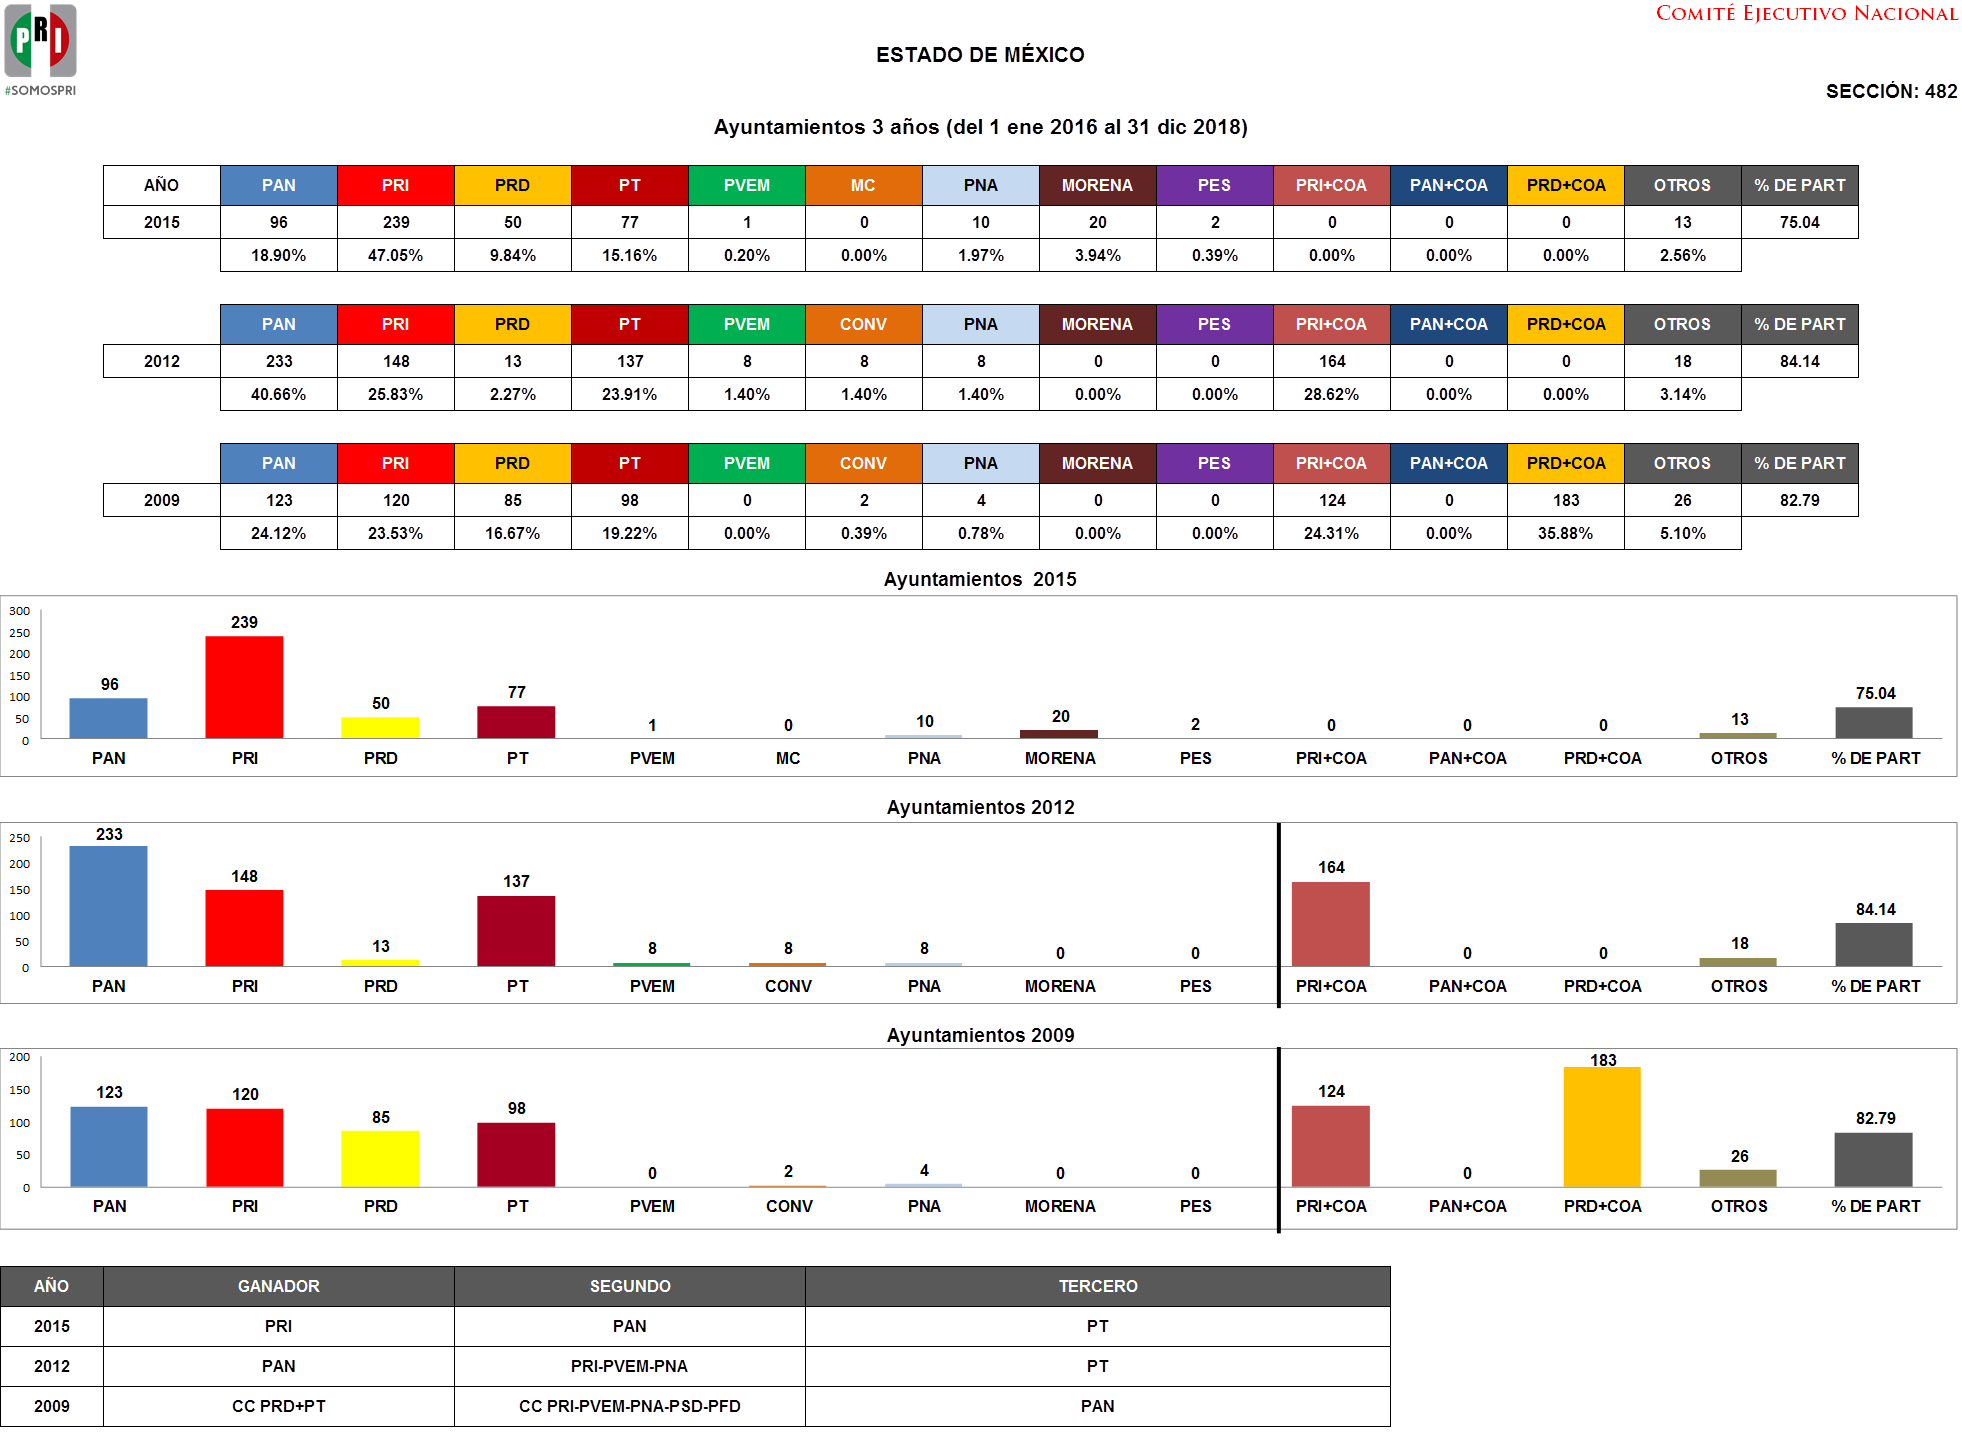 PRI
#SOMOSPRI
COMITÉ EJECUTIVO NACIONAL
ESTADO DE MÉXICO
SECCIÓN: 482
Ayuntamientos 3 años (del 1 ene 2016 al 31 dic 2018)
AÑO PAN PRI PRD PT PVEM MC PNA MORENA PES PRI+COA PAN+COA PRD+COA OTROS % DE PART
2015 96 239 50 77 1 0 10 20 2 0 0 0 13 75.04
18.90% 47.05% 9.84% 15.16% 0.20% 0.00% 1.97% 3.94% 0.39% 0.00% 0.00% 0.00% 2.56%
PAN PRI PRD PT PVEM CONV PNA MORENA PES PRI+COA PAN+COA PRD+COA OTROS % DE PART
2012 233 148 13 137 8 8 8 0 0 164 0 0 18 84.14
40.66% 25.83% 2.27% 23.91% 1.40% 1.40% 1.40% 0.00% 0.00% 28.62% 0.00% 0.00% 3.14%
PAN PRI PRD PT PVEM CONV PNA MORENA PES PRI+COA PAN+COA PRD+COA OTROS % DE PART
2009 123 120 85 98 0 2 4 0 0 124 0 183 26 82.79
24.12% 23.53% 16.67% 19.22% 0.00% 0.39% 0.78% 0.00% 0.00% 24.31% 0.00% 35.88% 5.10%
Ayuntamientos 2015
300
250
200
150
100
50
0
96 239 50 77 1 0 10 20 2 0 0 0 13 75.04
PAN PRI PRD PT PVEM MC PNA MORENA PES PRI+COA PAN+COA PRD+COA OTROS % DE PART
Ayuntamientos 2012
250
200
150
100
50
0
233 148 13 137 8 8 8 0 0 164 0 0 18 84.14
PAN PRI PRD PT PVEM CONV PNA MORENA PES PRI+COA PAN+COA PRD+COA OTROS % DE PART
Ayuntamientos 2009
200
150
100
50
0
123 120 85 98 0 2 4 0 0 124 0 183 26 82.79
PAN PRI PRD PT PVEM CONV PNA MORENA PES PRI+COA PAN+COA PRD+COA OTROS % DE PART
AÑO GANADOR SEGUNDO TERCERO
2015 PRI PAN PT
2012 PAN PRI-PVEM-PNA PT
2009 CC PRD+PT CC PRI-PVEM-PNA-PSD-PFD PAN